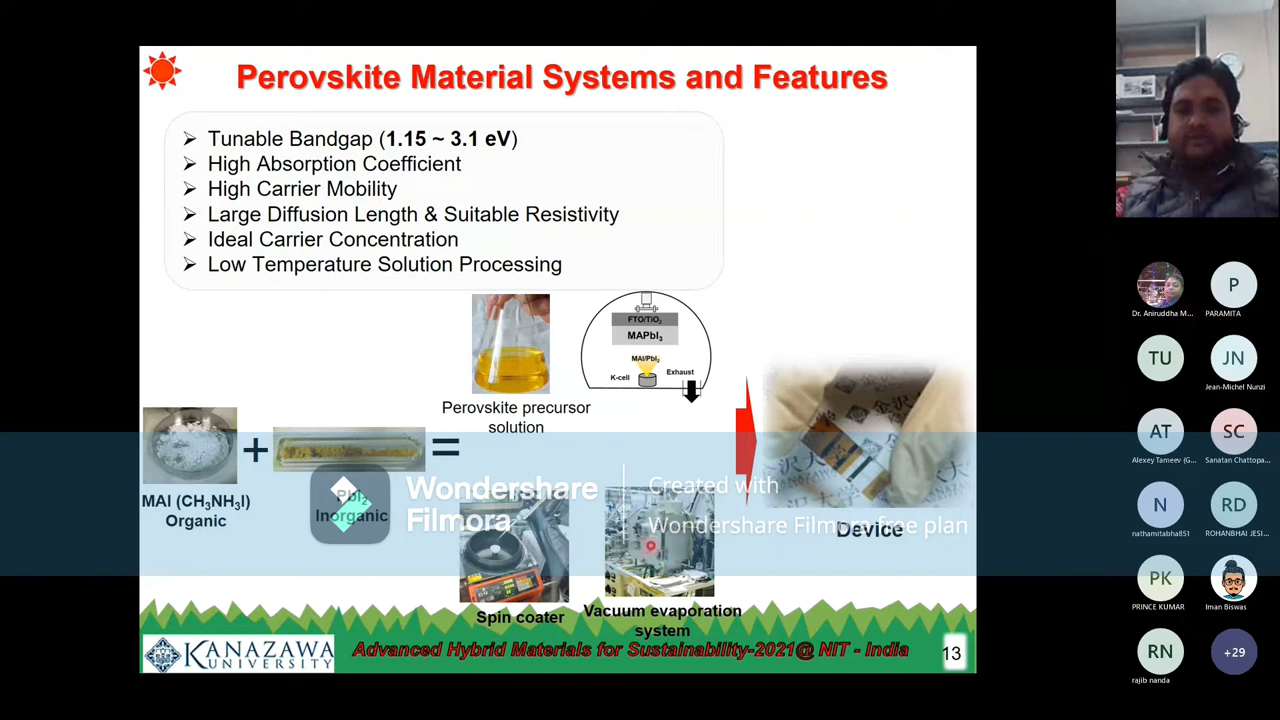 Perovskite Material Systems and Features
➢ Tunable Bandgap (1.15 ~ 3.1 eV)
➢ High Absorption Coefficient
➢ High Carrier Mobility
➢ Large Diffusion Length & Suitable Resistivity
➢ Ideal Carrier Concentration
➢ Low Temperature Solution Processing
FTO/TiO₂
MAPbI₃
MAI/PbI₂
K-cell
Exhaust
Perovskite precursor
solution
+
=
MAI (CH₃NH₃I)
Organic
PbI₂
Inorganic
Wondershare
Filmora
Created with
Wondershare Filmora free plan
Device
Spin coater
Vacuum evaporation
system
KANAZAWA
UNIVERSITY
Advanced Hybrid Materials for Sustainability-2021@ NIT - India
13
Dr. Aniruddha M...
P
PARAMITA
TU
JN
Jean-Michel Nunzi
AT
Alexey Tameev (G...
SC
Sanatan Chattopa...
N
nathamitabha851
RD
ROHANBHAI JESI...
PK
PRINCE KUMAR
Iman Biswas
RN
rajib nanda
+29